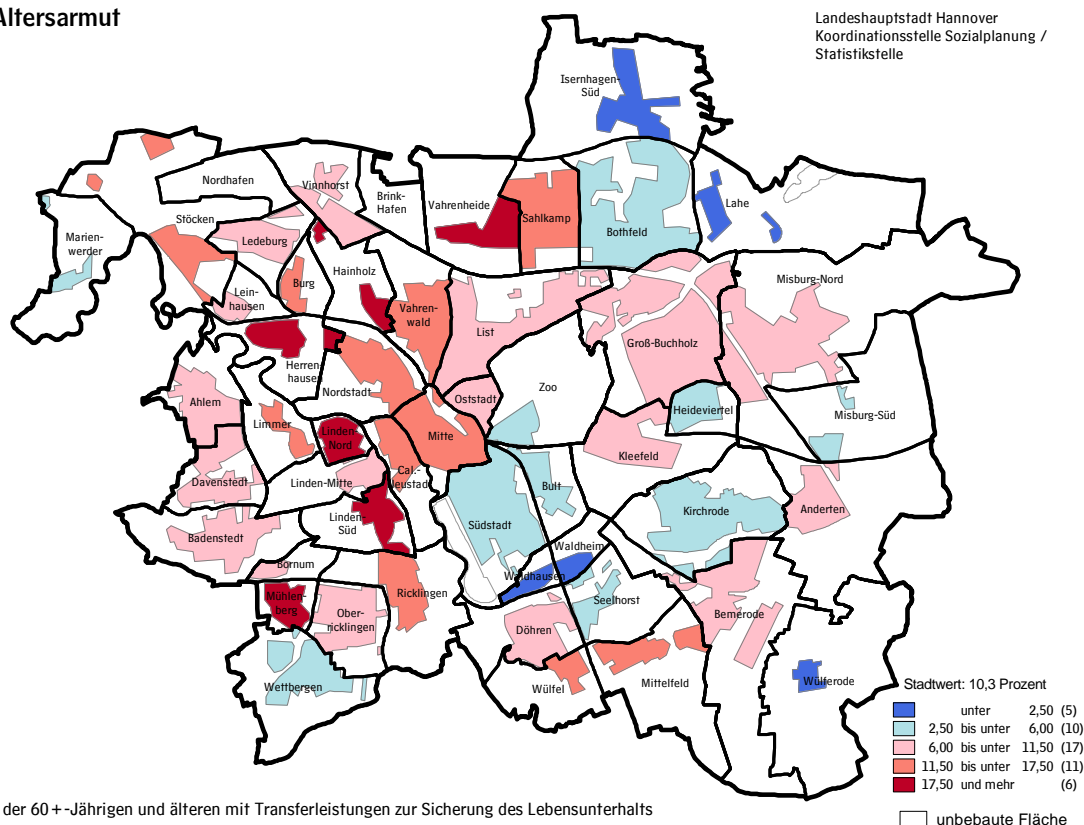 Altersarmut
Landeshauptstadt Hannover
Koordinationsstelle Sozialplanung /
Statistikstelle
Isernhagen-
Süd
Nordhafen
Vinnhorst
Brink-
Hafen
Vahrenheide
Sahlkamp
Bothfeld
Lahe
Stöcken
Marien-
werder
Ledeburg
Hainholz
Burg
Lein-
hausen
Vahren-
wald
List
Misburg-Nord
Groß-Buchholz
Herren-
hausen
Nordstadt
Zoo
Oststadt
Heideviertel
Misburg-Süd
Ahlem
Limmer
Linden-
Nord
Mitte
Kleefeld
Davenstedt
Linden-Mitte
Cal.-
Neustadt
Bult
Linden-
Süd
Südstadt
Kirchrode
Anderten
Badenstedt
Bornum
Waldheim
Waldhausen
Mühlen-
berg
Ober-
ricklingen
Ricklingen
Seelhorst
Döhren
Bemerode
Wettbergen
Wülfel
Mittelfeld
Wülferode
Stadtwert: 10,3 Prozent
unter 2,50 (5)
2,50 bis unter 6,00 (10)
6,00 bis unter 11,50 (17)
11,50 bis unter 17,50 (11)
17,50 und mehr (6)
unbebaute Fläche
der 60+-Jährigen und älteren mit Transferleistungen zur Sicherung des Lebensunterhalts